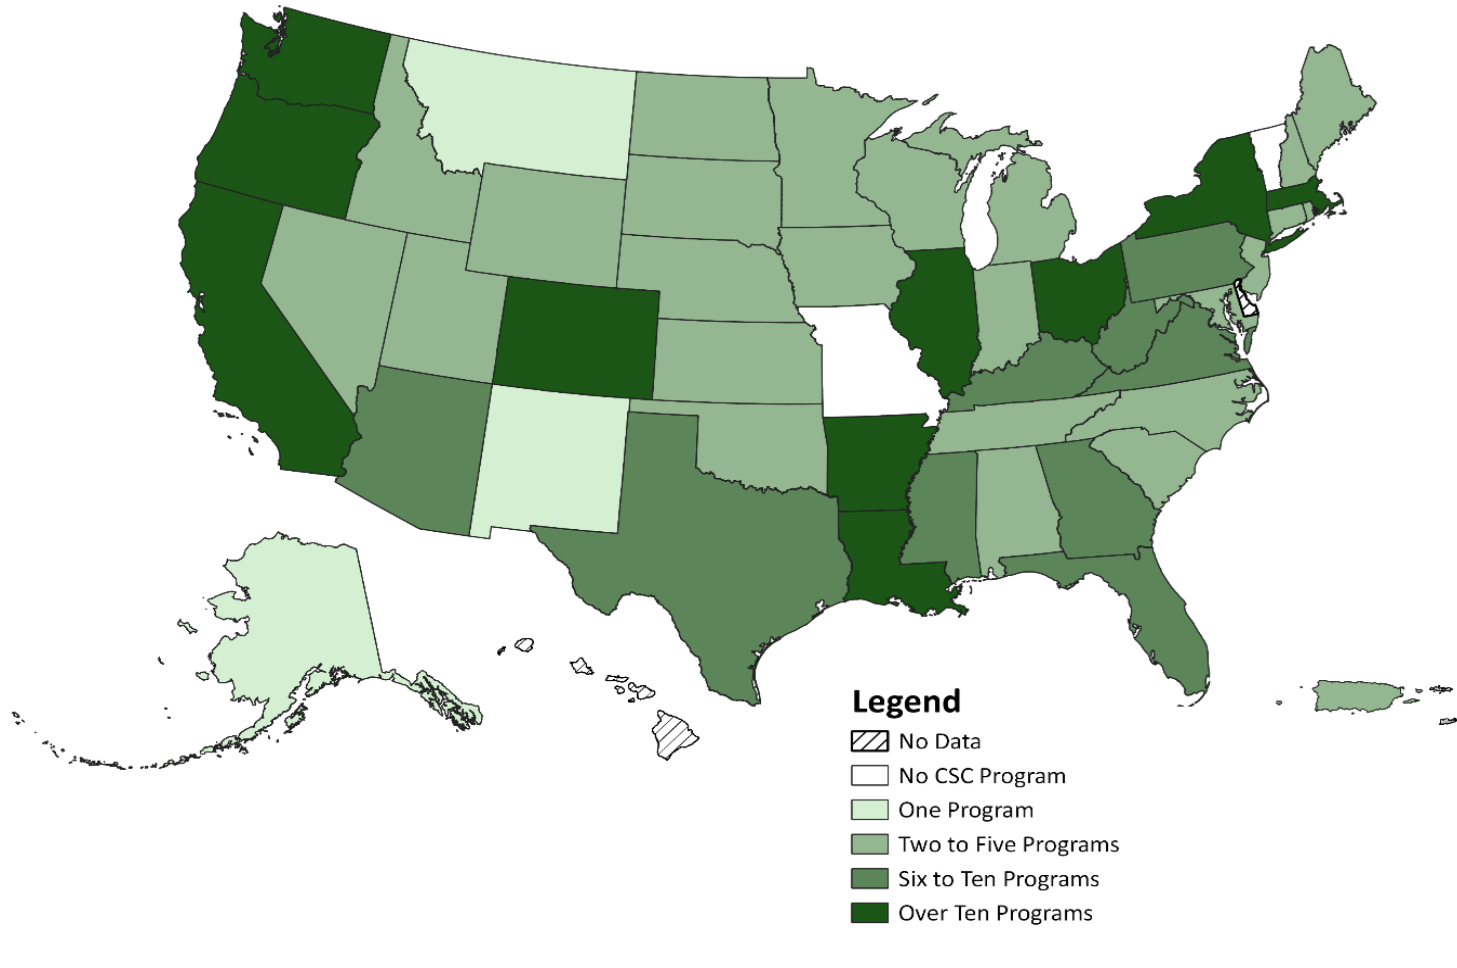 Legend
No Data
No CSC Program
One Program
Two to Five Programs
Six to Ten Programs
Over Ten Programs